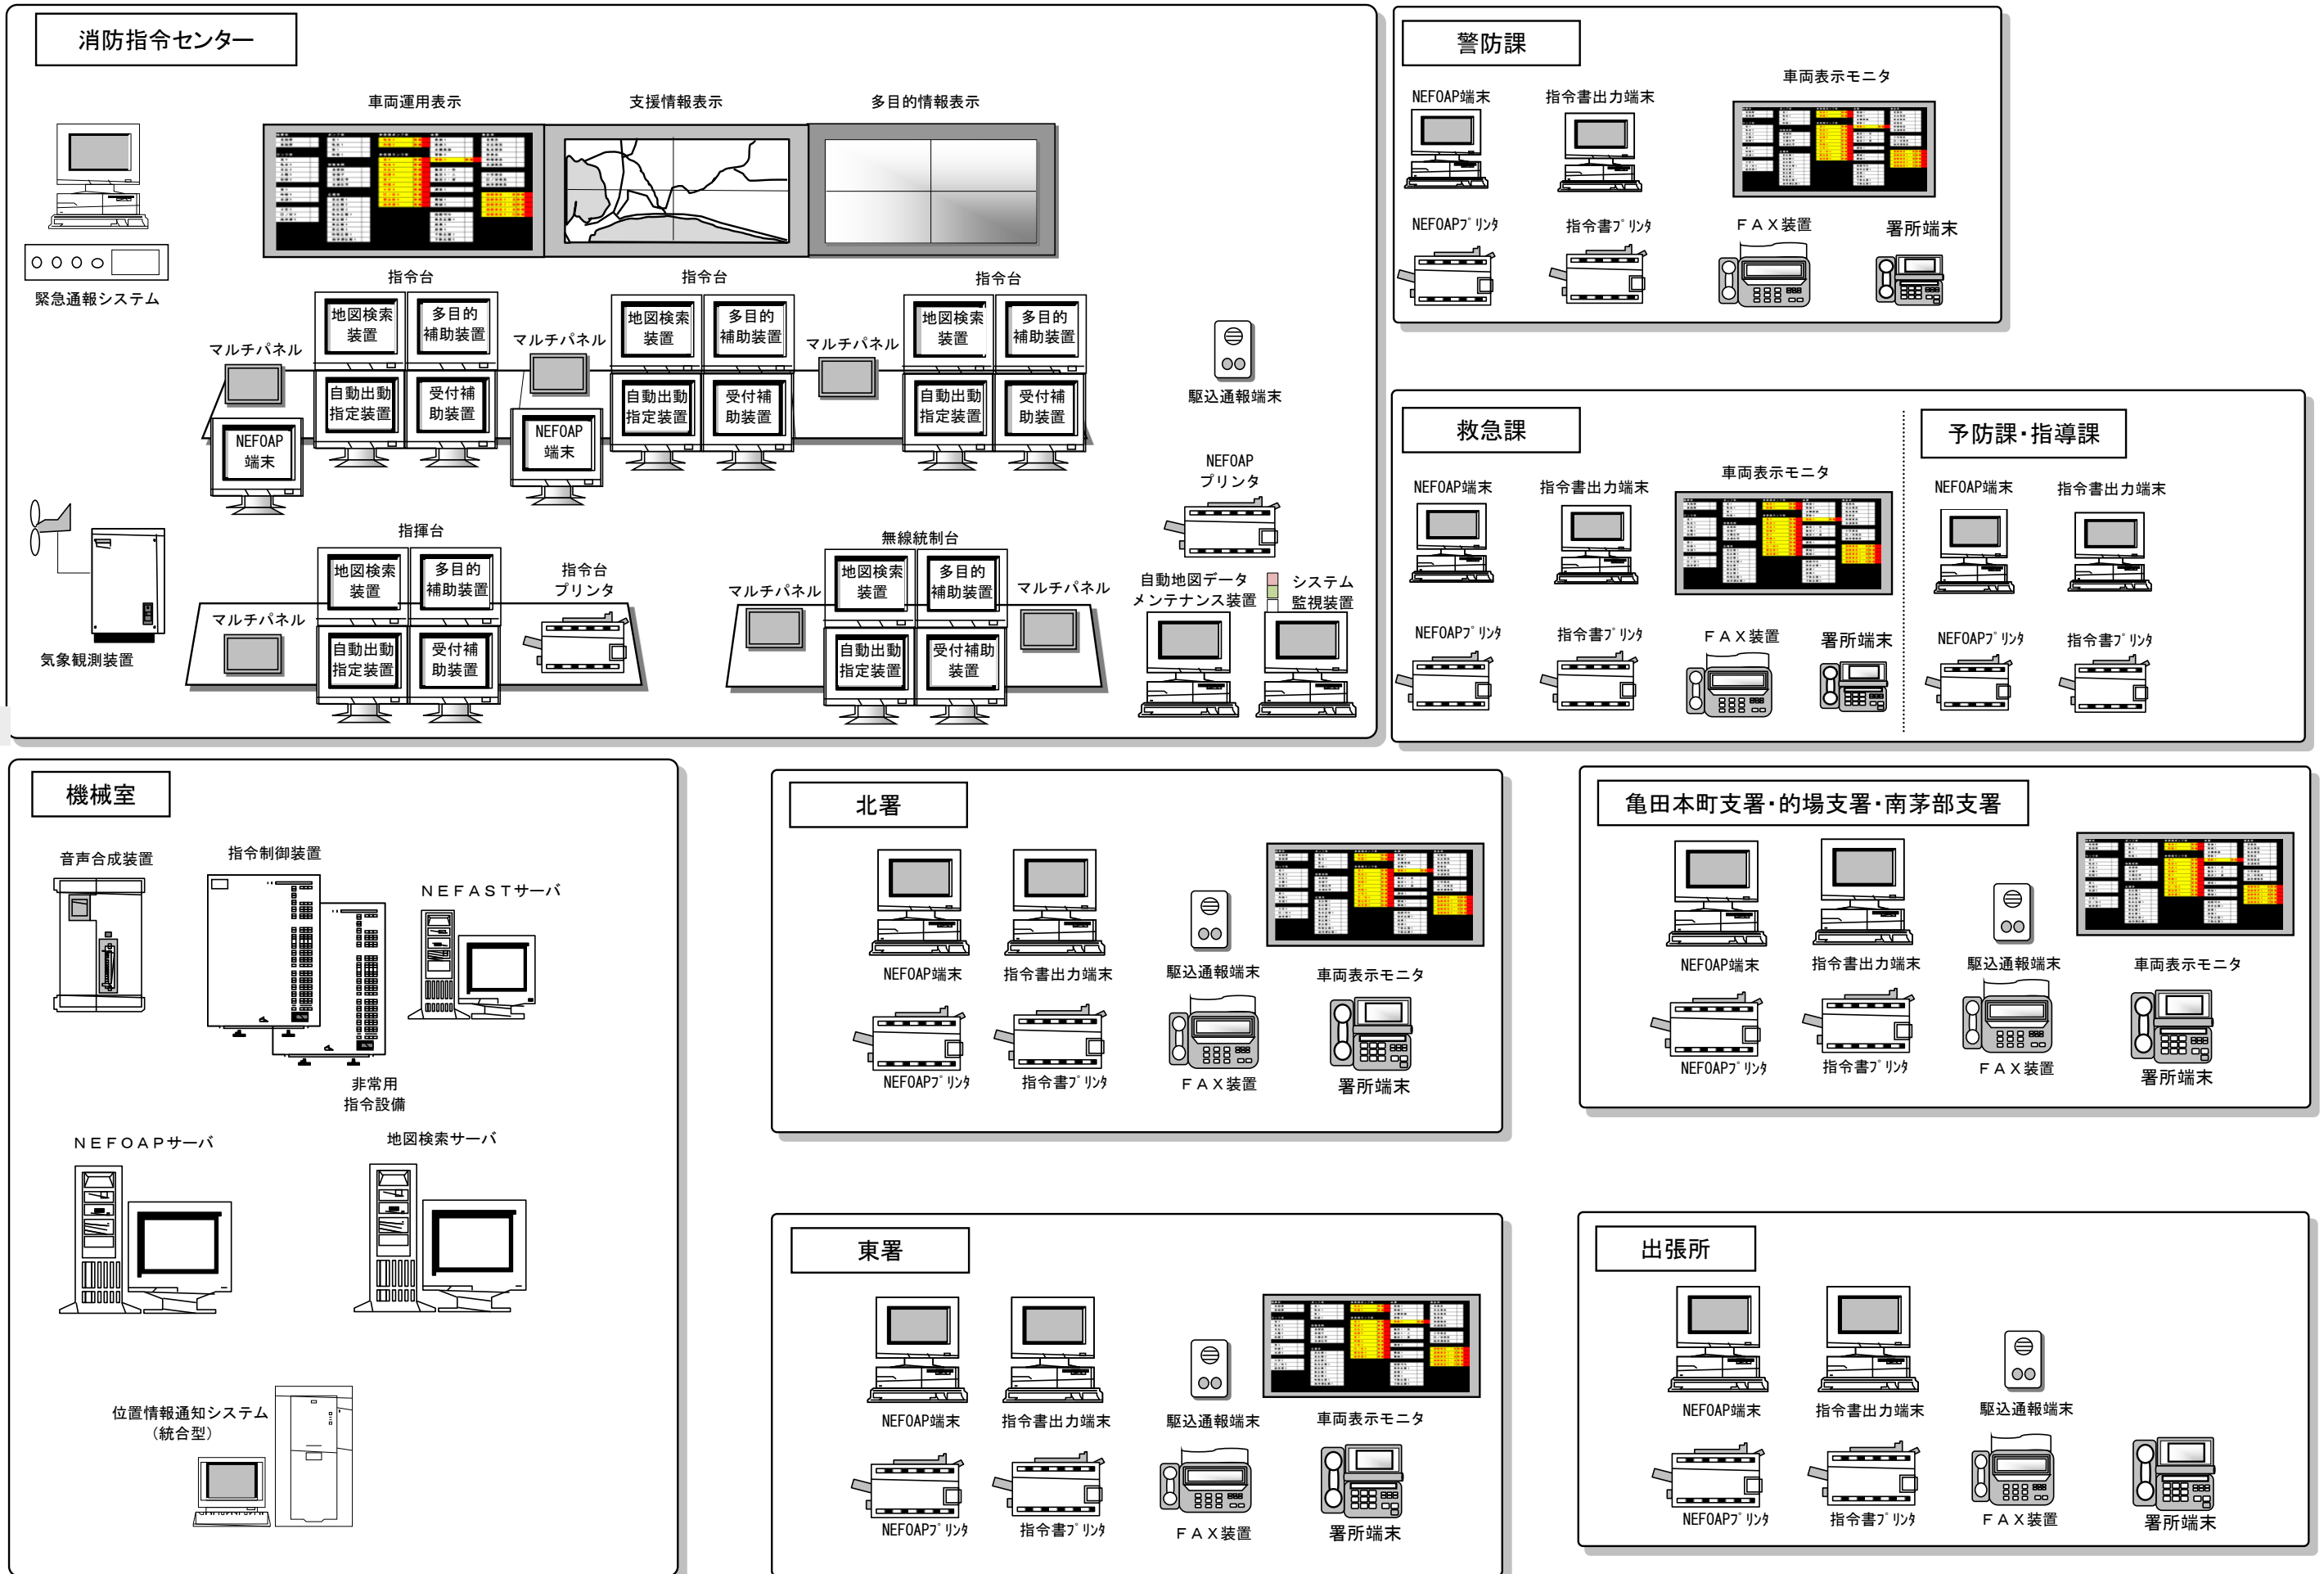 消防指令センター
車両運用表示
支援情報表示
多目的情報表示
緊急通報システム
指令台
指令台
指令台
マルチパネル
地図検索
装置
多目的
補助装置
自動出動
指定装置
受付補
助装置
NEFOAP
端末
マルチパネル
地図検索
装置
多目的
補助装置
自動出動
指定装置
受付補
助装置
NEFOAP
端末
マルチパネル
地図検索
装置
多目的
補助装置
自動出動
指定装置
受付補
助装置
駆込通報端末
NEFOAP
プリンタ
気象観測装置
指揮台
マルチパネル
地図検索
装置
多目的
補助装置
自動出動
指定装置
受付補
助装置
指令台
プリンタ
無線統制台
マルチパネル
地図検索
装置
多目的
補助装置
自動出動
指定装置
受付補助
装置
マルチパネル
自動地図データ
メンテナンス装置
システム
監視装置
警防課
NEFOAP端末
指令書出力端末
車両表示モニタ
NEFOAPﾌﾟﾘﾝﾀ
指令書ﾌﾟﾘﾝﾀ
ＦＡＸ装置
署所端末
救急課
NEFOAP端末
指令書出力端末
車両表示モニタ
NEFOAPﾌﾟﾘﾝﾀ
指令書ﾌﾟﾘﾝﾀ
ＦＡＸ装置
署所端末
予防課・指導課
NEFOAP端末
指令書出力端末
NEFOAPﾌﾟﾘﾝﾀ
指令書ﾌﾟﾘﾝﾀ
機械室
音声合成装置
指令制御装置
ＮＥＦＡＳＴサーバ
非常用
指令設備
ＮＥＦＯＡＰサーバ
地図検索サーバ
位置情報通知システム
（統合型）
北署
NEFOAP端末
指令書出力端末
駆込通報端末
車両表示モニタ
NEFOAPﾌﾟﾘﾝﾀ
指令書ﾌﾟﾘﾝﾀ
ＦＡＸ装置
署所端末
亀田本町支署・的場支署・南茅部支署
NEFOAP端末
指令書出力端末
駆込通報端末
車両表示モニタ
NEFOAPﾌﾟﾘﾝﾀ
指令書ﾌﾟﾘﾝﾀ
ＦＡＸ装置
署所端末
東署
NEFOAP端末
指令書出力端末
駆込通報端末
車両表示モニタ
NEFOAPﾌﾟﾘﾝﾀ
指令書ﾌﾟﾘﾝﾀ
ＦＡＸ装置
署所端末
出張所
NEFOAP端末
指令書出力端末
駆込通報端末
NEFOAPﾌﾟﾘﾝﾀ
指令書ﾌﾟﾘﾝﾀ
ＦＡＸ装置
署所端末